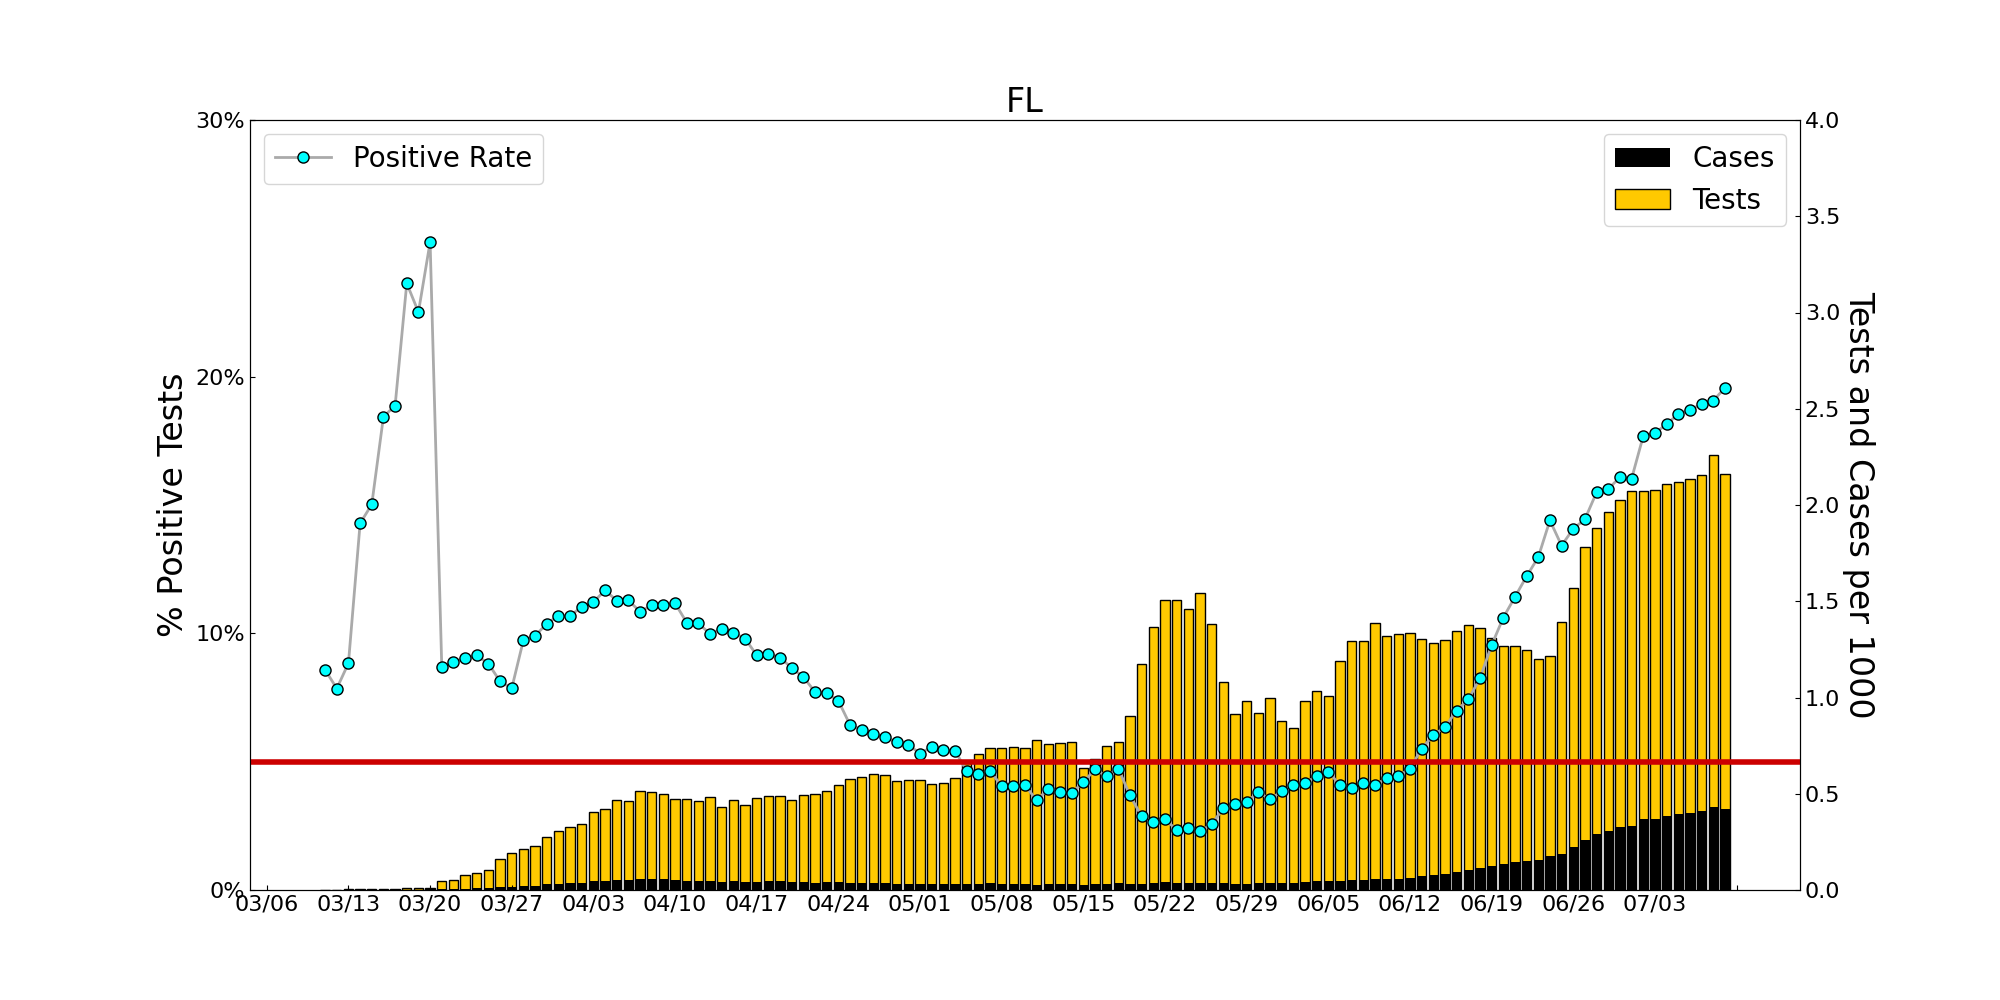 FL
Positive Rate
Cases
Tests
30%
20%
10%
0%
% Positive Tests
4.0
3.5
3.0
2.5
2.0
1.5
1.0
0.5
0.0
Tests and Cases per 1000
03/06 03/13 03/20 03/27 04/03 04/10 04/17 04/24 05/01 05/08 05/15 05/22 05/29 06/05 06/12 06/19 06/26 07/03